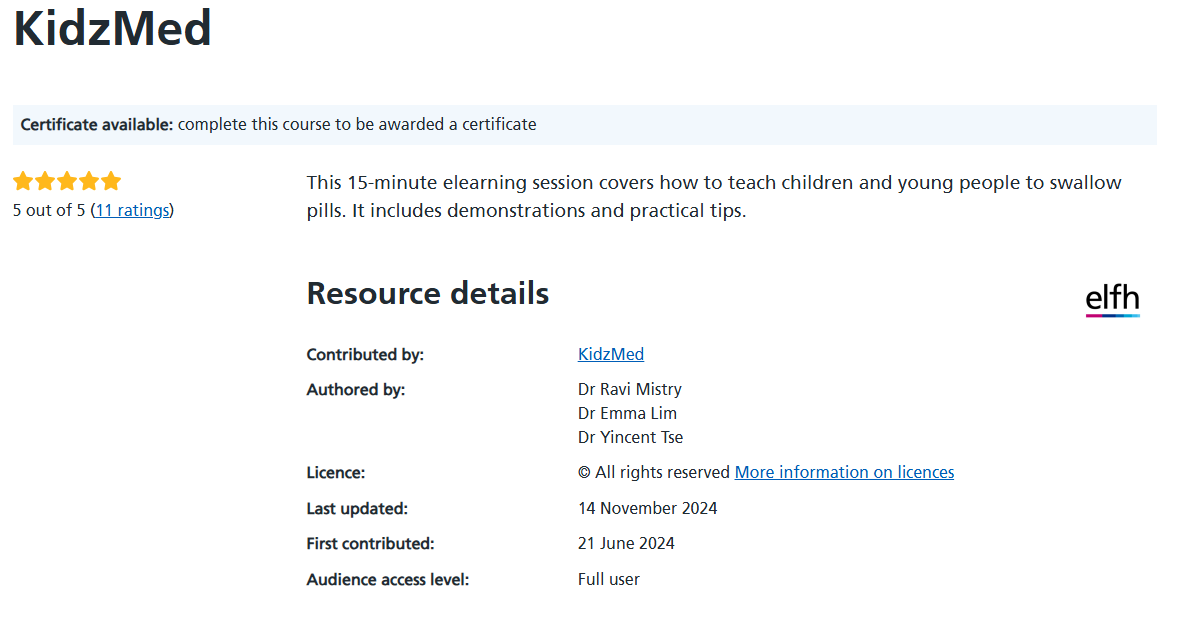 KidzMed
Certificate available: complete this course to be awarded a certificate
5 out of 5 (11 ratings)
This 15-minute elearning session covers how to teach children and young people to swallow
pills. It includes demonstrations and practical tips.
Resource details
elfh
Contributed by: KidzMed
Authored by: Dr Ravi Mistry
Dr Emma Lim
Dr Yincent Tse
Licence: © All rights reserved More information on licences
Last updated: 14 November 2024
First contributed: 21 June 2024
Audience access level: Full user